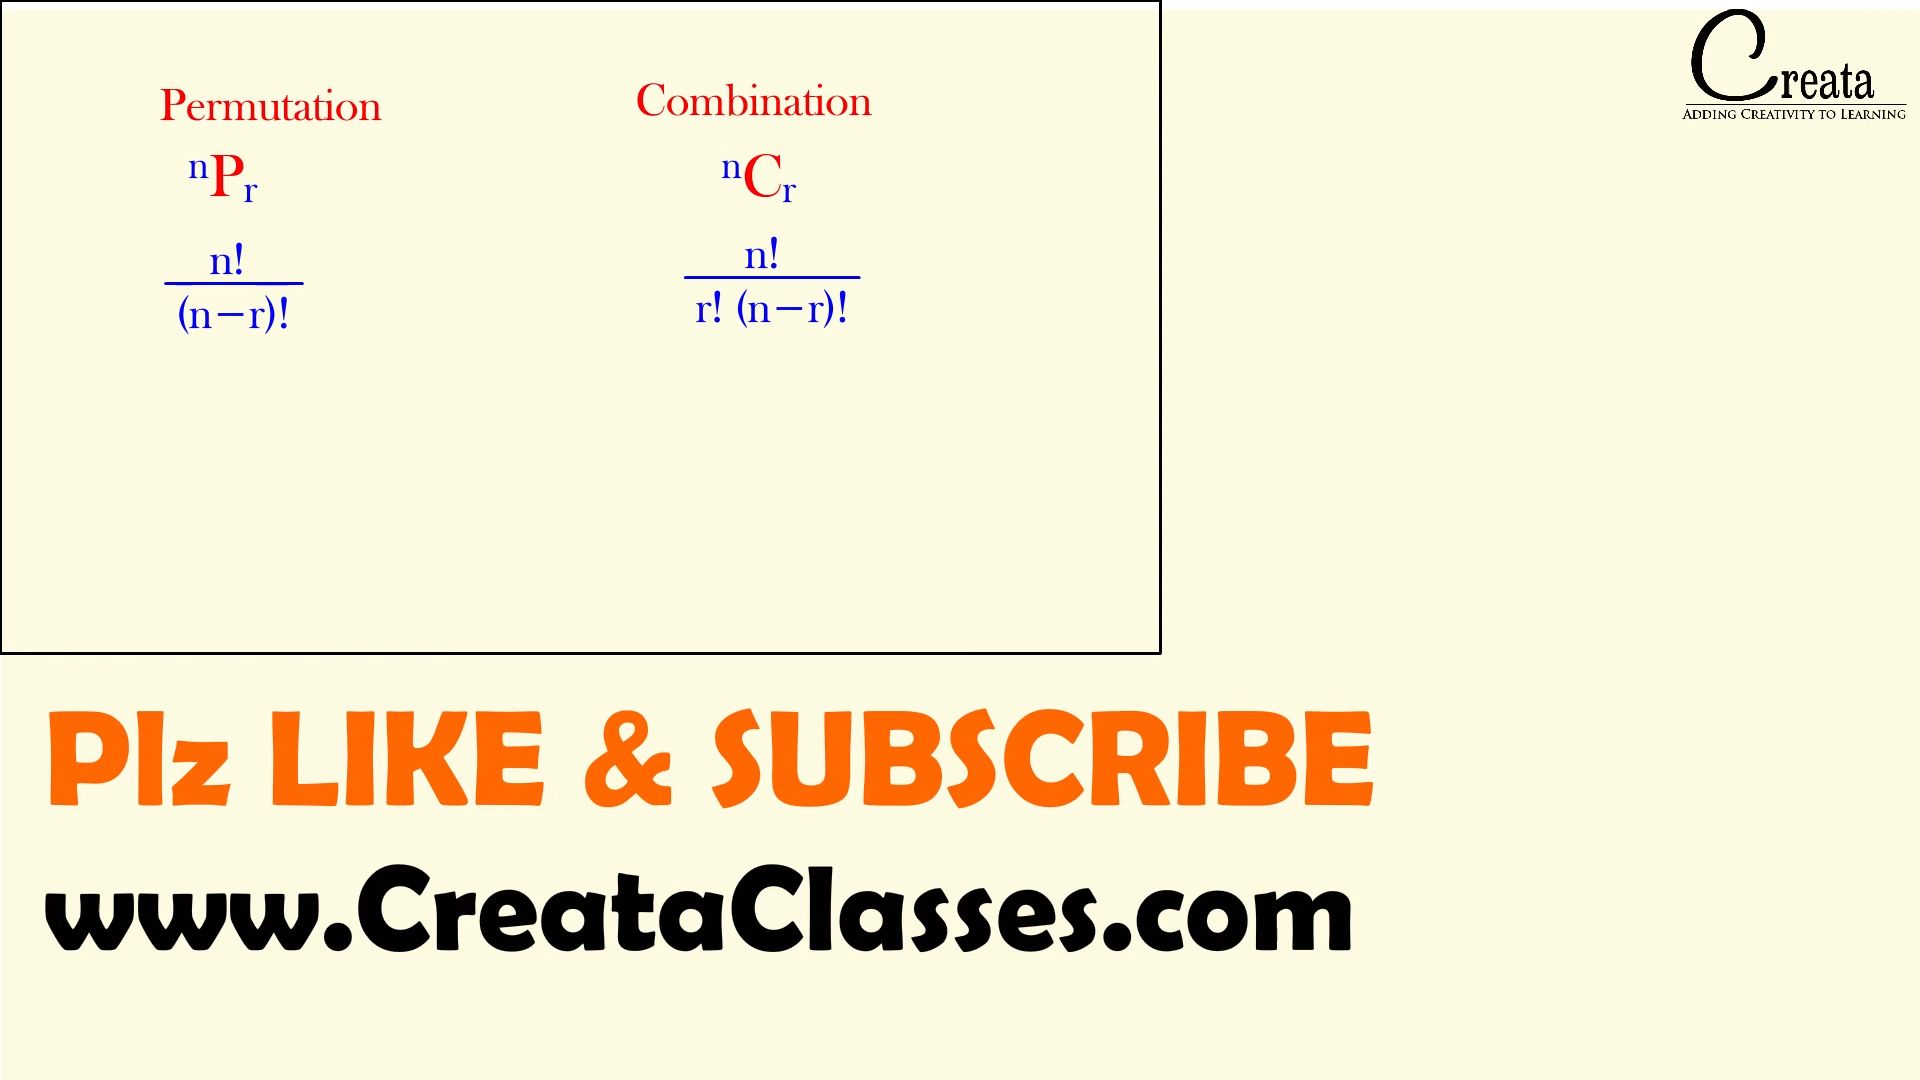 Permutation
ⁿPᵣ
n!
(n−r)!
Combination
ⁿCᵣ
n!
r! (n−r)!
Creata
ADDING CREATIVITY TO LEARNING
Plz LIKE & SUBSCRIBE
www.CreataClasses.com